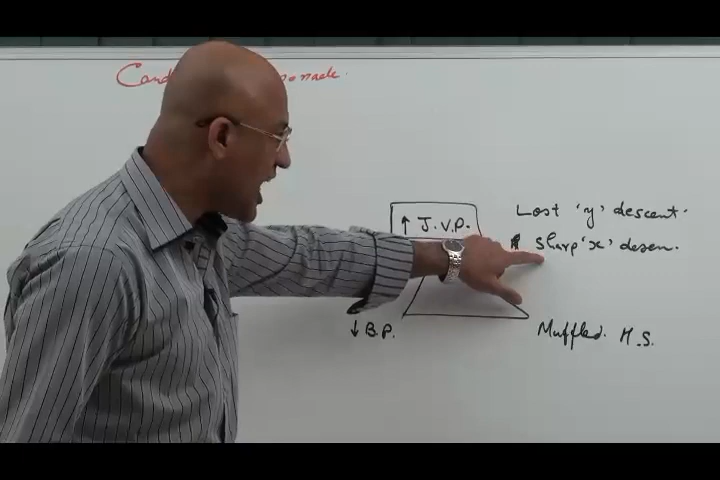 ↑ J.V.P.
Lost 'y' descent.
Sharp 'x' descen.
↓ B.P.
Muffled. H.S.